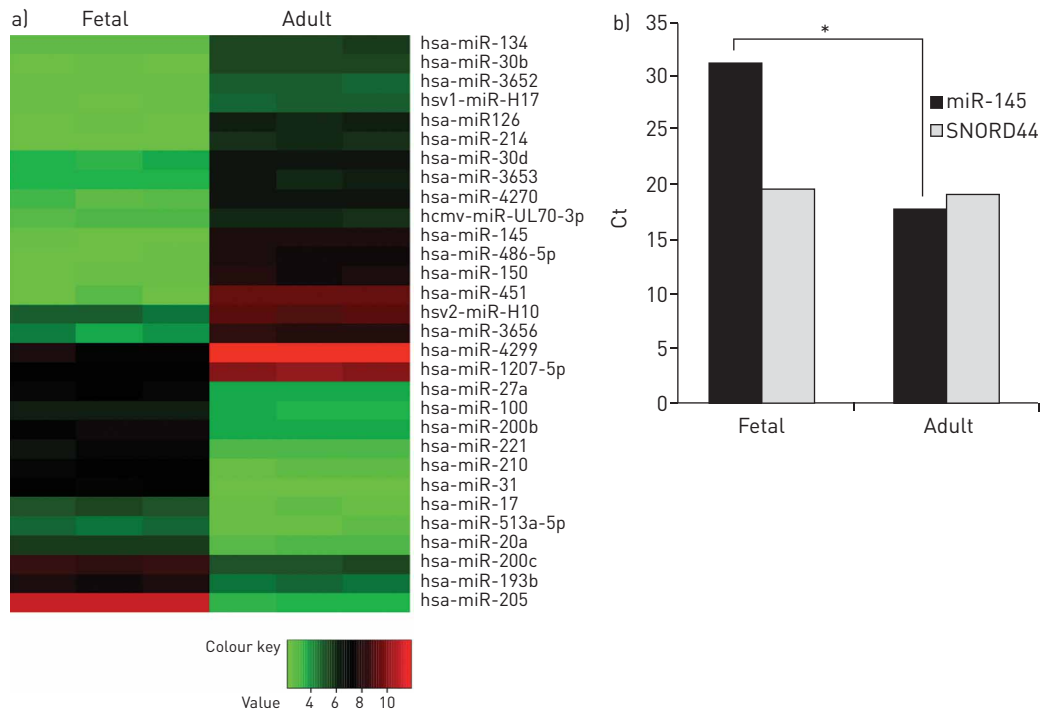 a)
Fetal Adult
hsa-miR-134
hsa-miR-30b
hsa-miR-3652
hsv1-miR-H17
hsa-miR126
hsa-miR-214
hsa-miR-30d
hsa-miR-3653
hsa-miR-4270
hcmv-miR-UL70-3p
hsa-miR-145
hsa-miR-486-5p
hsa-miR-150
hsa-miR-451
hsv2-miR-H10
hsa-miR-3656
hsa-miR-4299
hsa-miR-1207-5p
hsa-miR-27a
hsa-miR-100
hsa-miR-200b
hsa-miR-221
hsa-miR-210
hsa-miR-31
hsa-miR-17
hsa-miR-513a-5p
hsa-miR-20a
hsa-miR-200c
hsa-miR-193b
hsa-miR-205
Colour key
Value 4 6 8 10
b)
35
30
25
20
15
10
5
0
Ct
*
miR-145
SNORD44
Fetal Adult